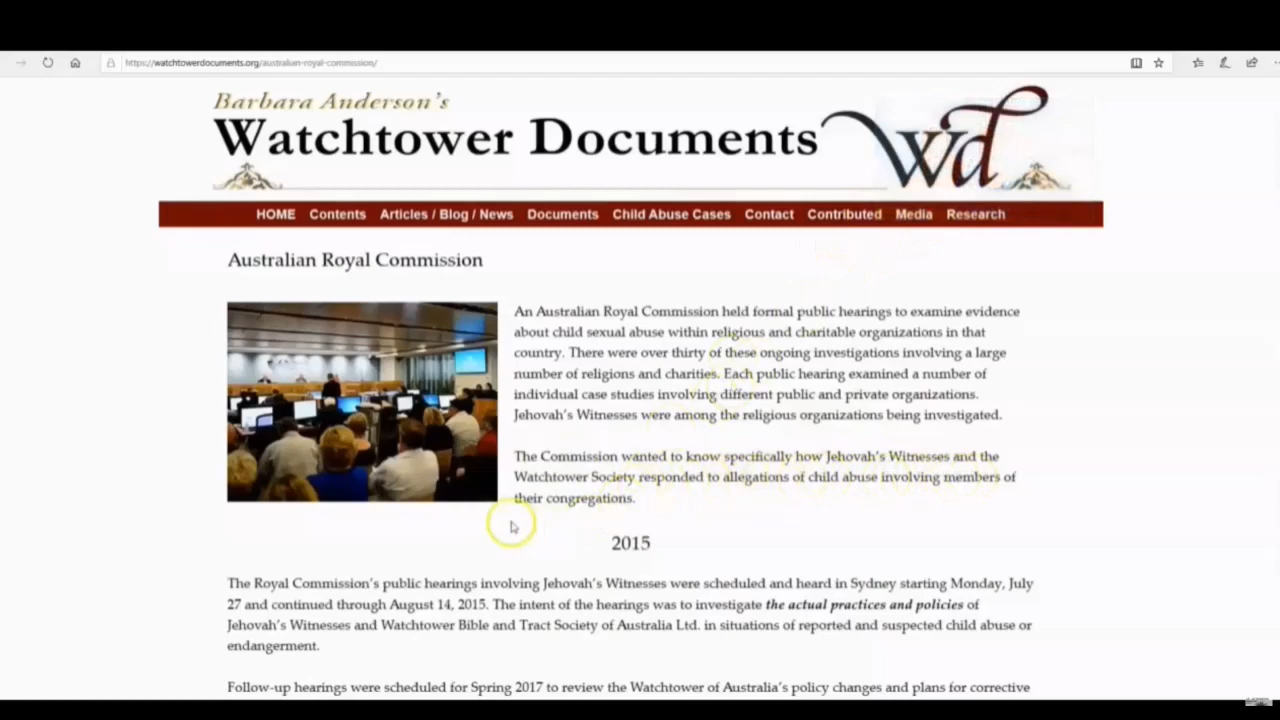 https://watchtowerdocuments.org/australian-royal-commission/
Barbara Anderson's
Watchtower Documents
wd
HOME Contents Articles / Blog / News Documents Child Abuse Cases Contact Contributed Media Research
Australian Royal Commission
An Australian Royal Commission held formal public hearings to examine evidence
about child sexual abuse within religious and charitable organizations in that
country. There were over thirty of these ongoing investigations involving a large
number of religions and charities. Each public hearing examined a number of
individual case studies involving different public and private organizations.
Jehovah's Witnesses were among the religious organizations being investigated.
The Commission wanted to know specifically how Jehovah's Witnesses and the
Watchtower Society responded to allegations of child abuse involving members of
their congregations.
2015
The Royal Commission's public hearings involving Jehovah's Witnesses were scheduled and heard in Sydney starting Monday, July
27 and continued through August 14, 2015. The intent of the hearings was to investigate the actual practices and policies of
Jehovah's Witnesses and Watchtower Bible and Tract Society of Australia Ltd. in situations of reported and suspected child abuse or
endangerment.
Follow-up hearings were scheduled for Spring 2017 to review the Watchtower of Australia's policy changes and plans for corrective